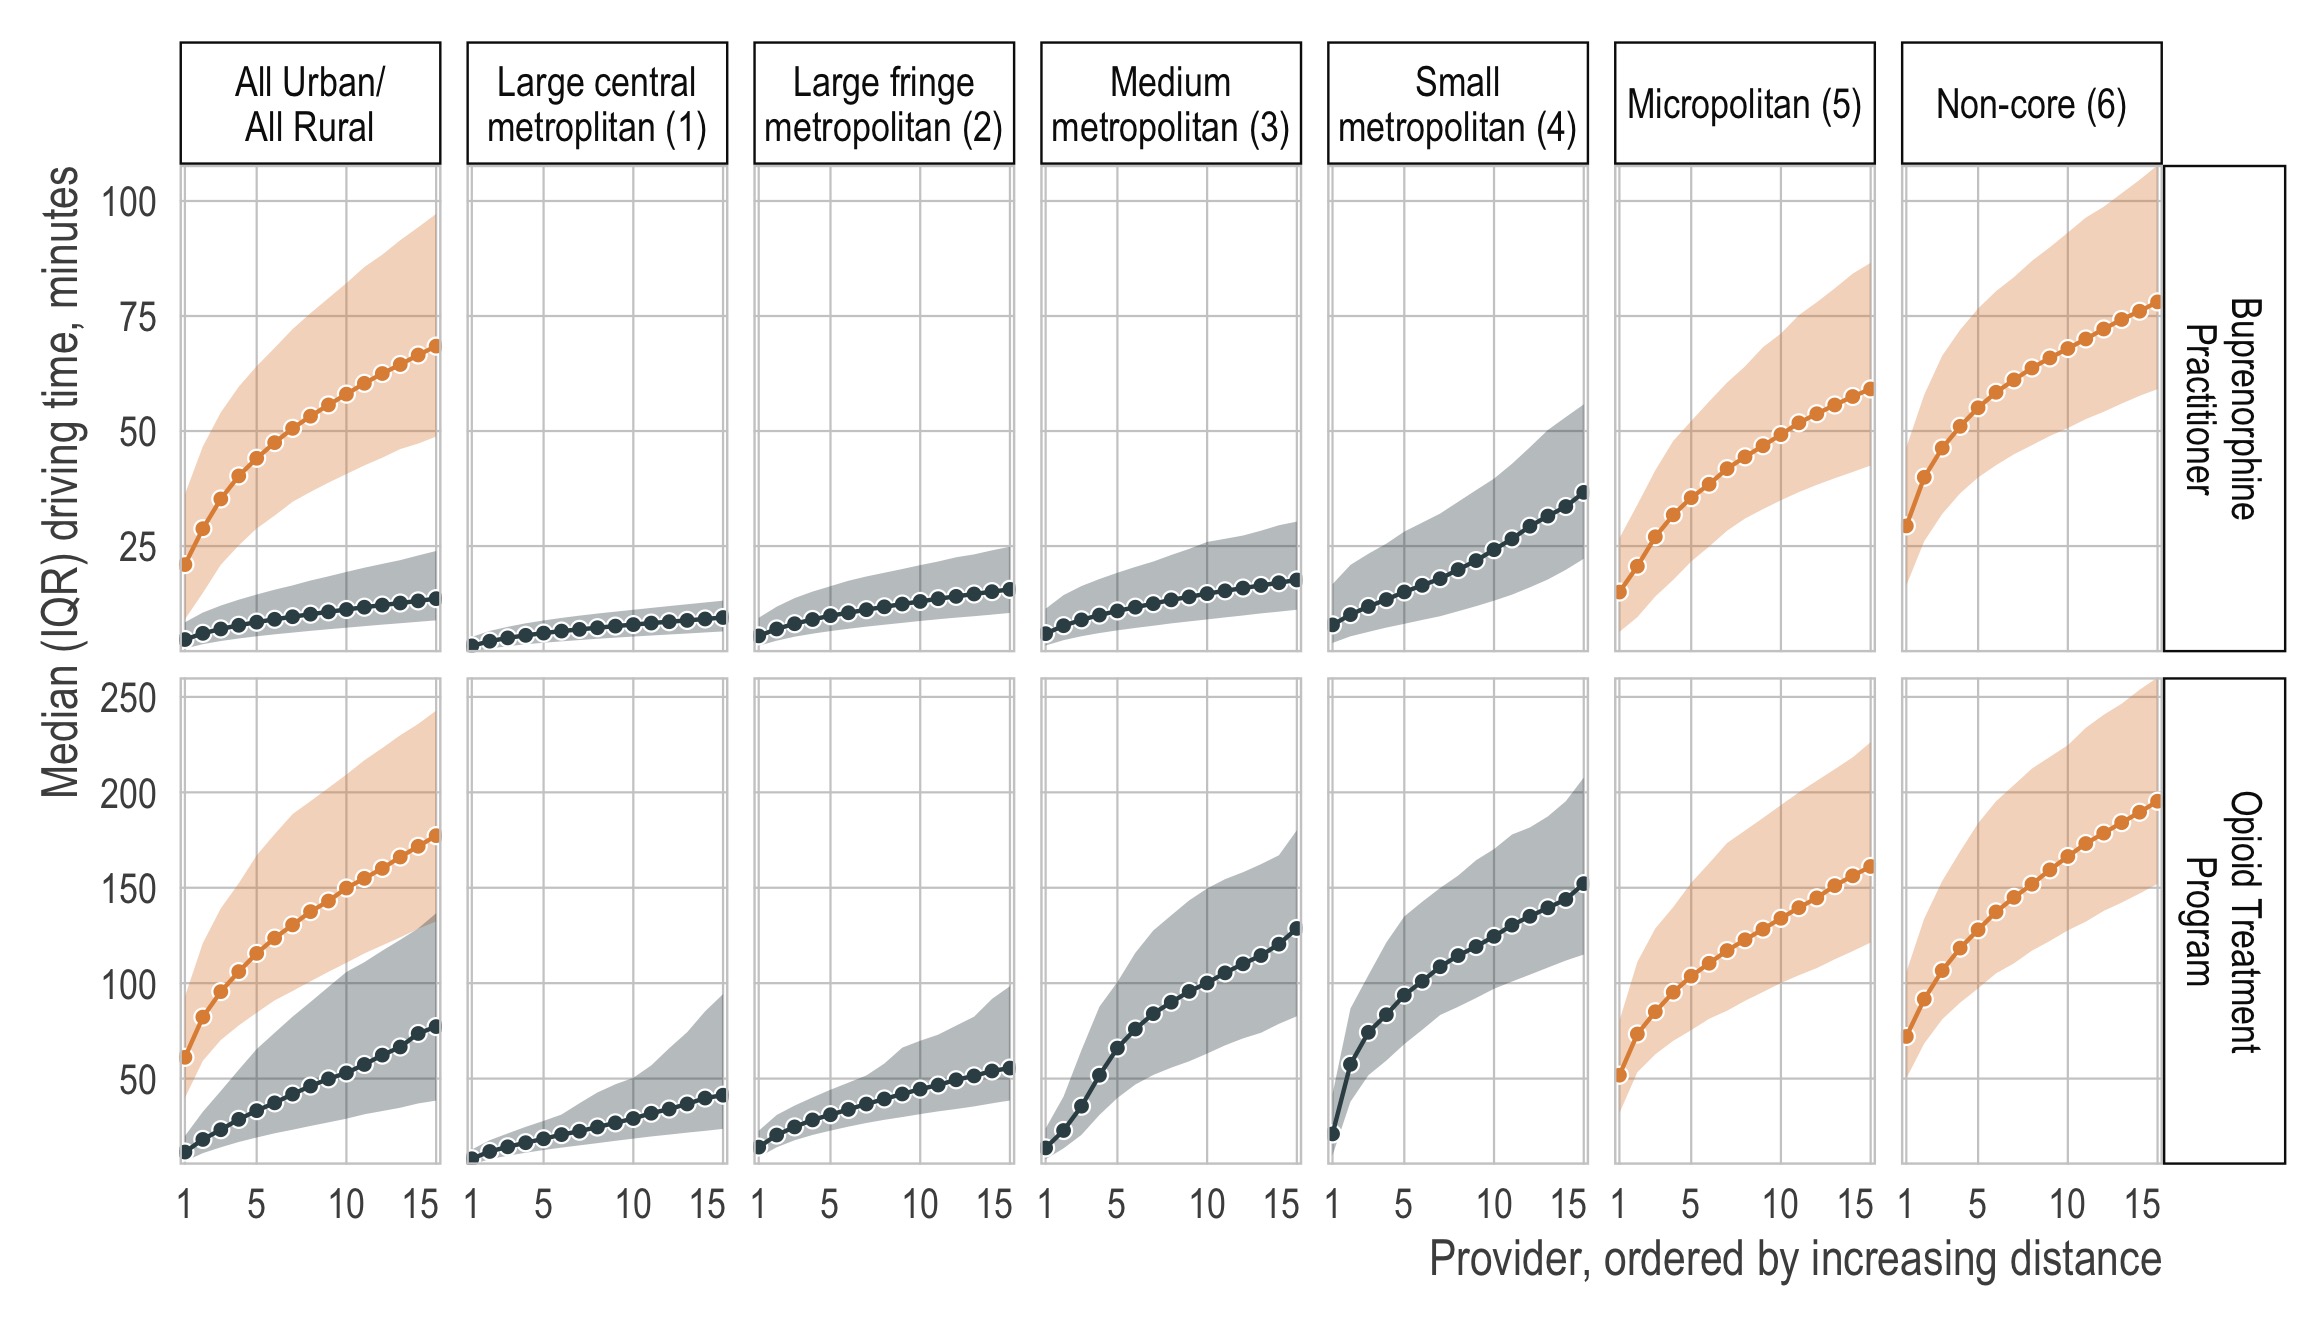 All Urban/
All Rural
Large central
metroplitan (1)
Large fringe
metropolitan (2)
Medium
metropolitan (3)
Small
metropolitan (4)
Micropolitan (5)
Non-core (6)
Median (IQR) driving time, minutes
100
75
50
25
Buprenorphine
Practitioner
250
200
150
100
50
Opioid Treatment
Program
1 5 10 15 1 5 10 15 1 5 10 15 1 5 10 15 1 5 10 15 1 5 10 15 1 5 10 15
Provider, ordered by increasing distance